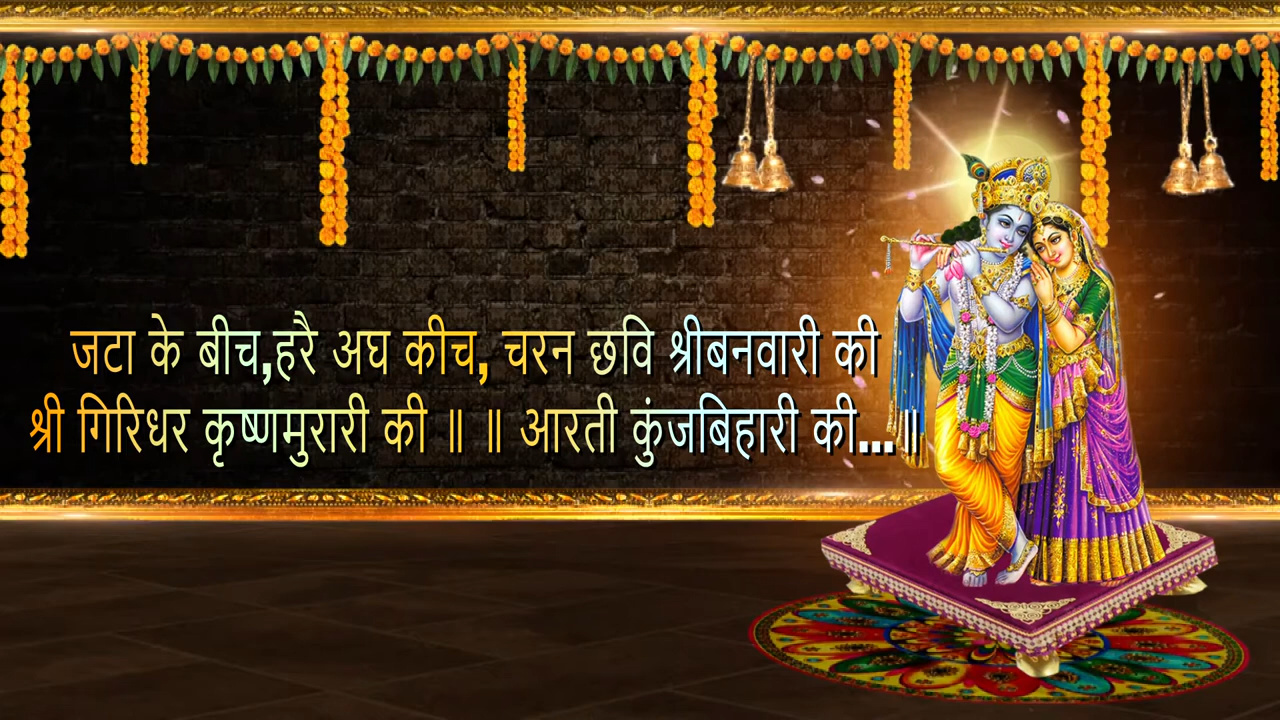 जटा के बीच,हरै अघ कीच, चरन छवि श्रीबनवारी की
श्री गिरिधर कृष्णमुरारी की ॥ ॥ आरती कुंजबिहारी की...॥